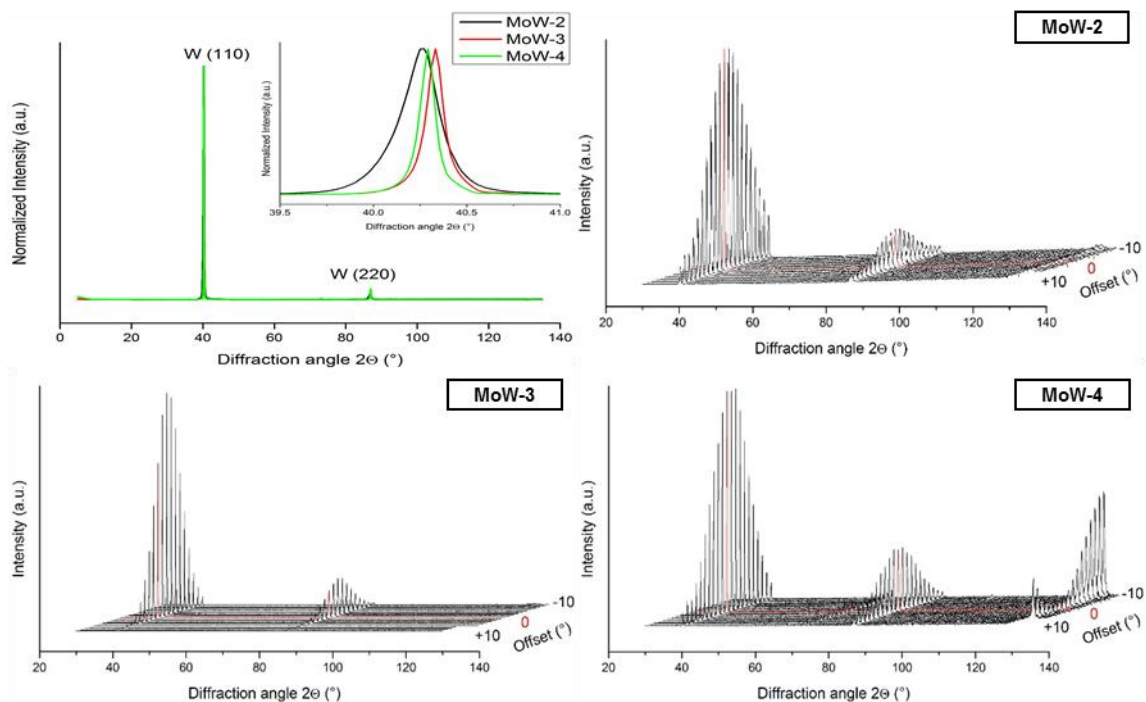 MoW-2
MoW-3
MoW-4
W (110)
W (220)
Normalized Intensity (a.u.)
0 20 40 60 80 100 120 140
Diffraction angle 2Θ (°)
Normalized Intensity (a.u.)
39.5 40.0 40.5 41.0
Diffraction angle 2Θ (°)
MoW-2
Intensity (a.u.)
20 40 60 80 100 120 140
Diffraction angle 2Θ (°)
+10 0 -10
Offset (°)
MoW-3
Intensity (a.u.)
20 40 60 80 100 120 140
Diffraction angle 2Θ (°)
+10 0 -10
Offset (°)
MoW-4
Intensity (a.u.)
20 40 60 80 100 120 140
Diffraction angle 2Θ (°)
+10 0 -10
Offset (°)